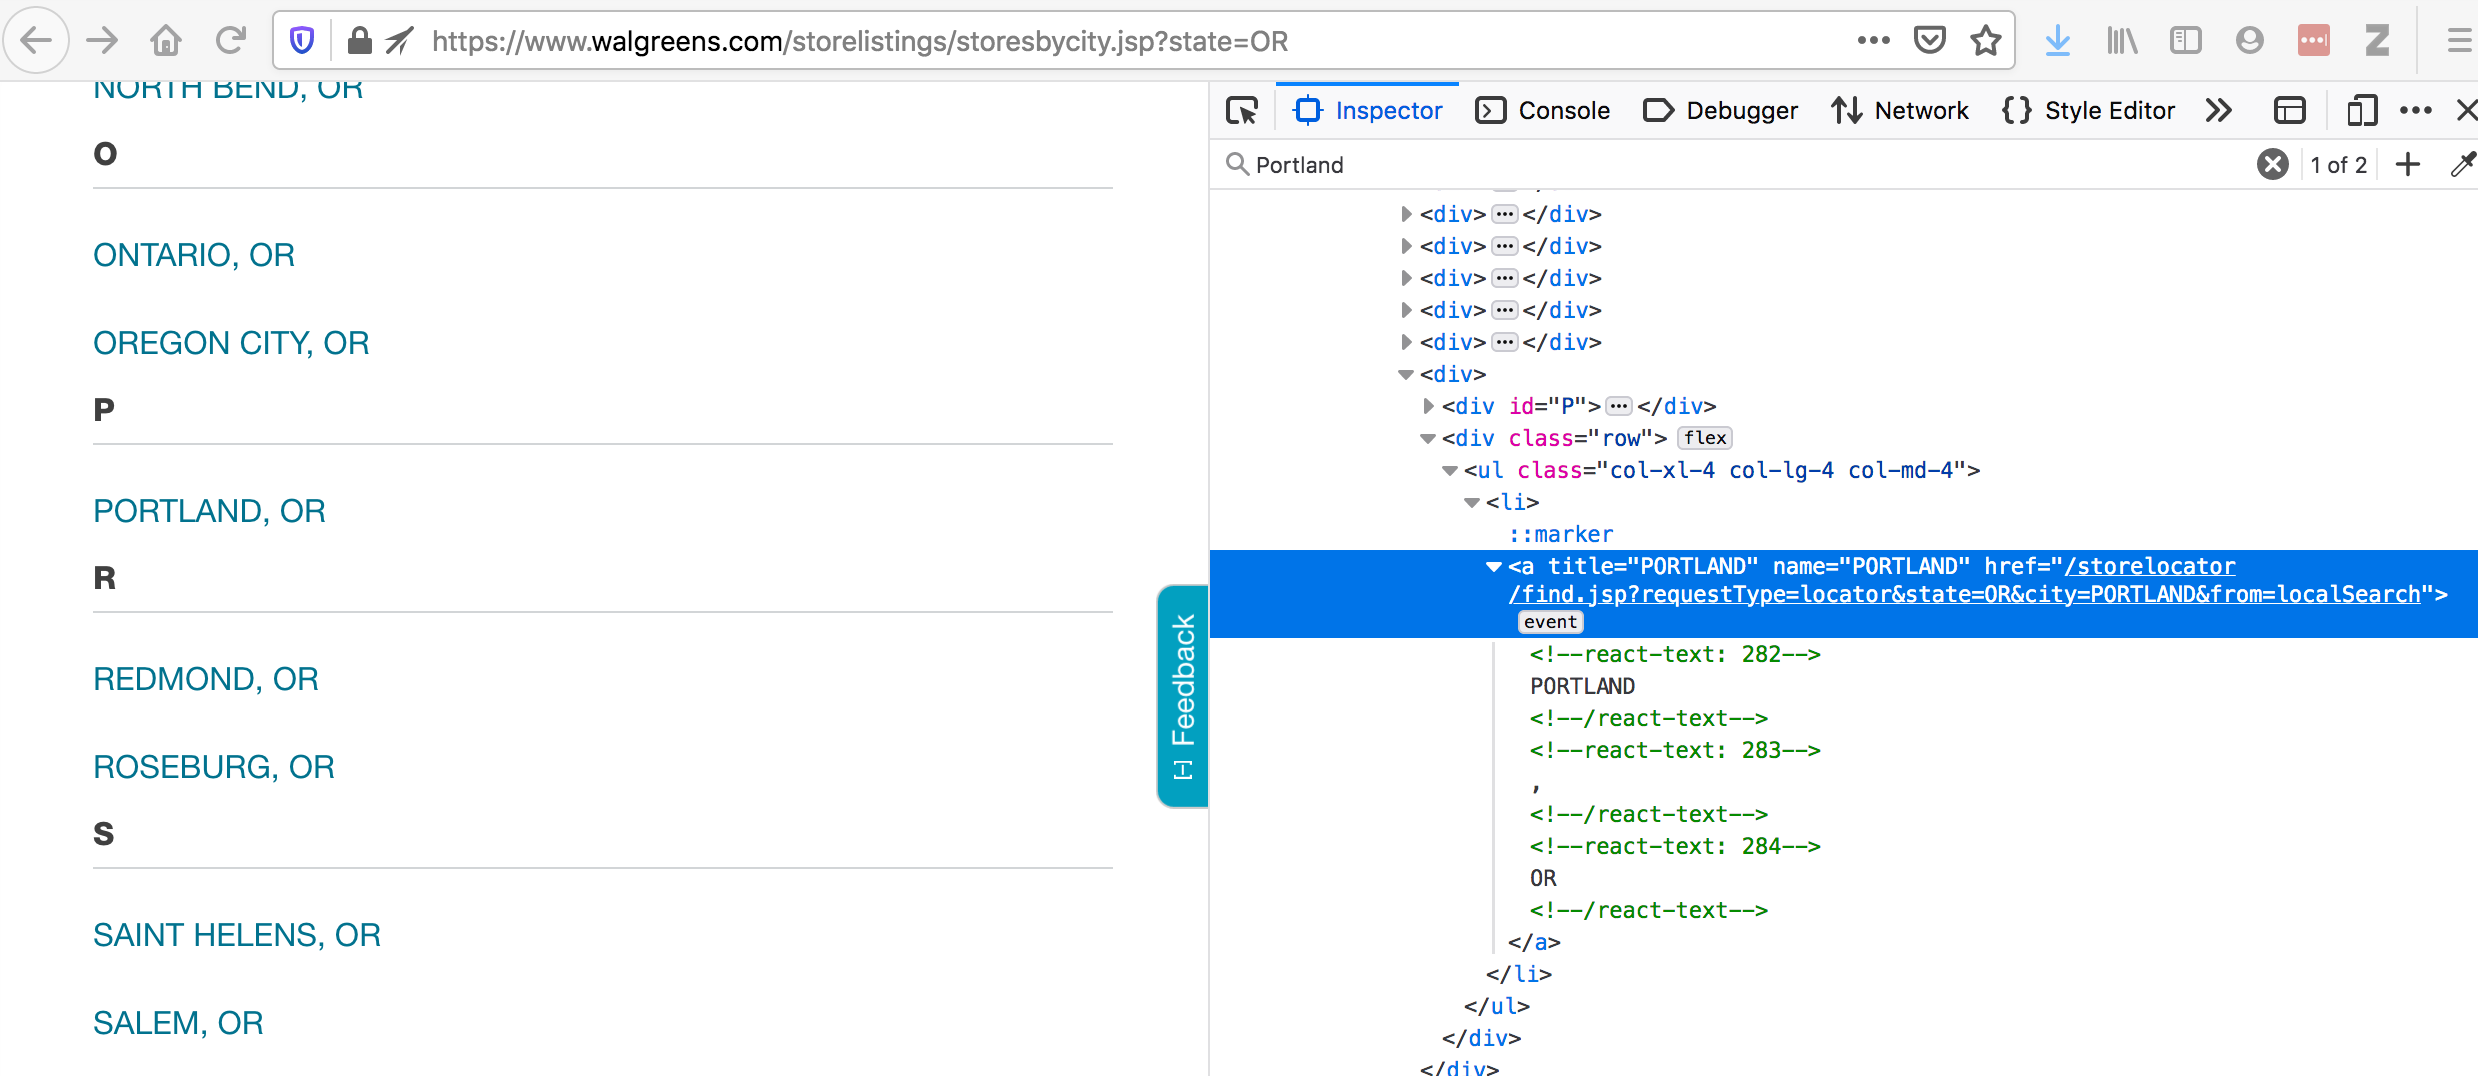 https://www.walgreens.com/storelistings/storesbycity.jsp?state=OR
NORTH BEND, OR
O
ONTARIO, OR
OREGON CITY, OR
P
PORTLAND, OR
R
REDMOND, OR
ROSEBURG, OR
S
SAINT HELENS, OR
SALEM, OR
[-] Feedback
Inspector Console Debugger Network {} Style Editor
Portland 1 of 2
<div></div>
<div></div>
<div></div>
<div></div>
<div></div>
<div>
<div id="P"></div>
<div class="row"> flex
<ul class="col-xl-4 col-lg-4 col-md-4">
<li>
::marker
<a title="PORTLAND" name="PORTLAND" href="/storelocator
/find.jsp?requestType=locator&state=OR&city=PORTLAND&from=localSearch">
event
<!--react-text: 282-->
PORTLAND
<!--/react-text-->
<!--react-text: 283-->
,
<!--/react-text-->
<!--react-text: 284-->
OR
<!--/react-text-->
</a>
</li>
</ul>
</div>
</div>